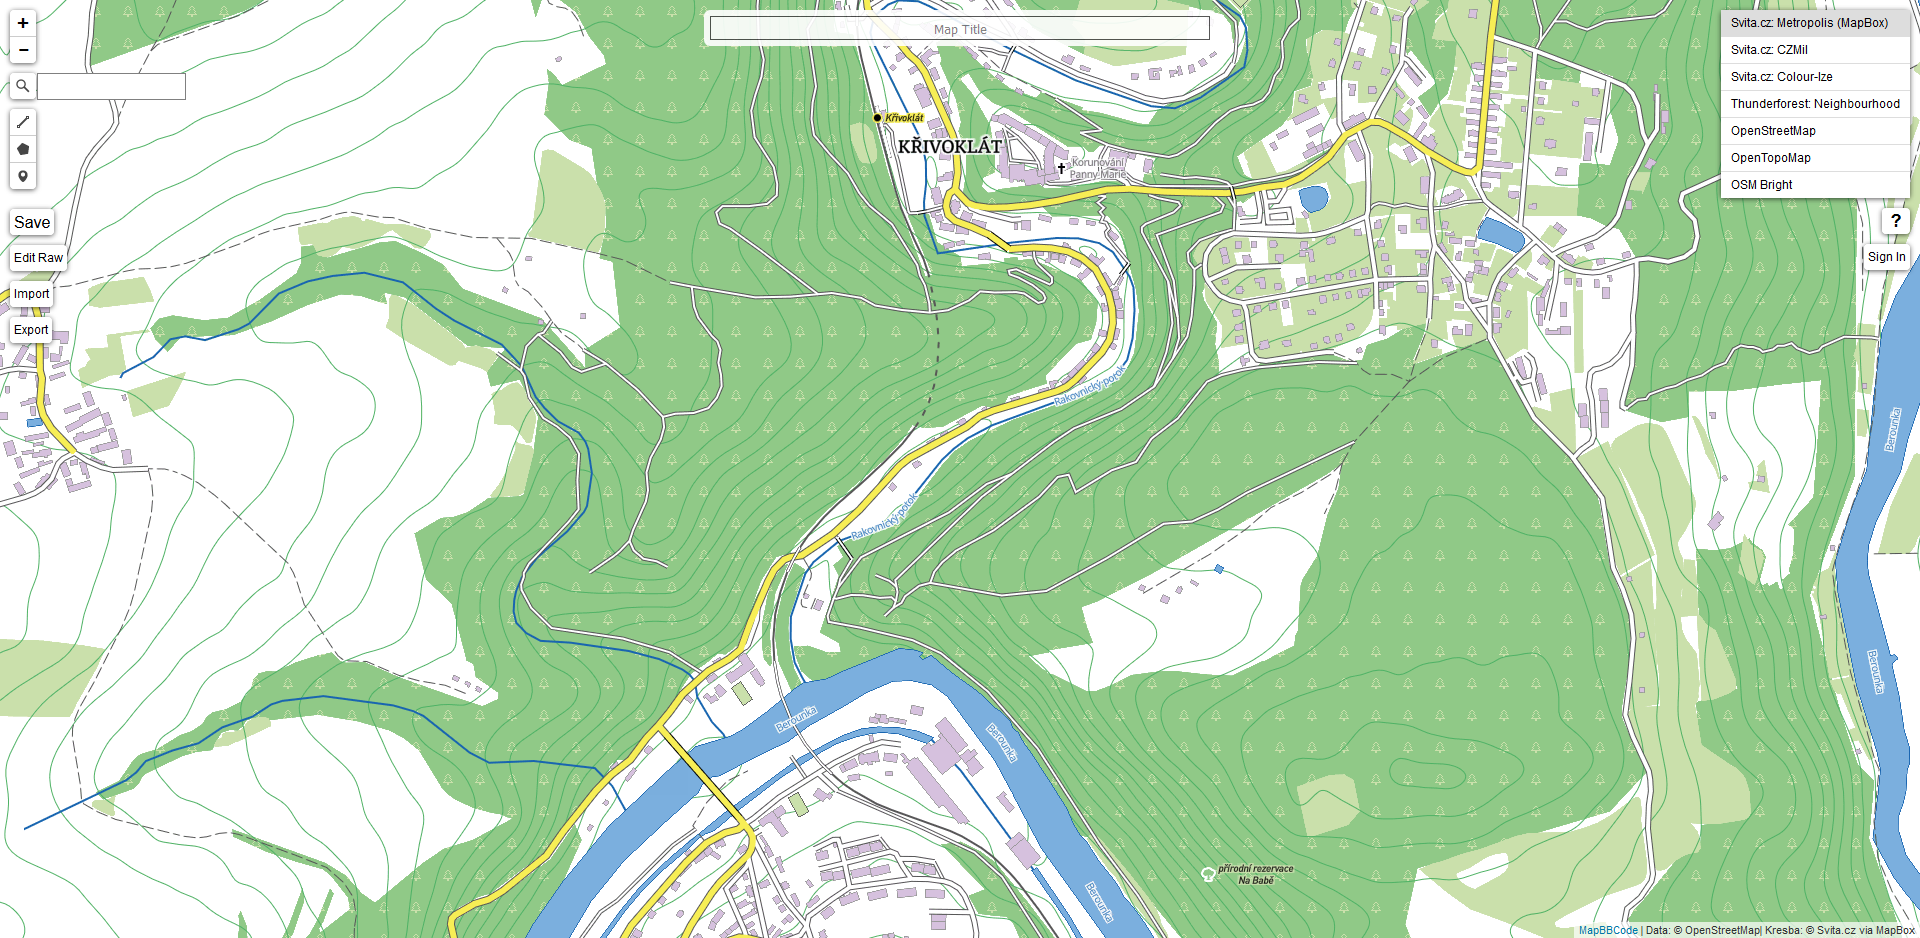 +
−
Save
Edit Raw
Import
Export
Map Title
Svita.cz: Metropolis (MapBox)
Svita.cz: CZMil
Svita.cz: Colour-Ize
Thunderforest: Neighbourhood
OpenStreetMap
OpenTopoMap
OSM Bright
?
Sign In
Křivoklát
KŘIVOKLÁT
Korunování
Panny Marie
Rakovnický potok
Rakovnický potok
Berounka
Berounka
Berounka
Berounka
Berounka
přírodní rezervace
Na Babě
MapBBCode | Data: © OpenStreetMap| Kresba: © Svita.cz via MapBox